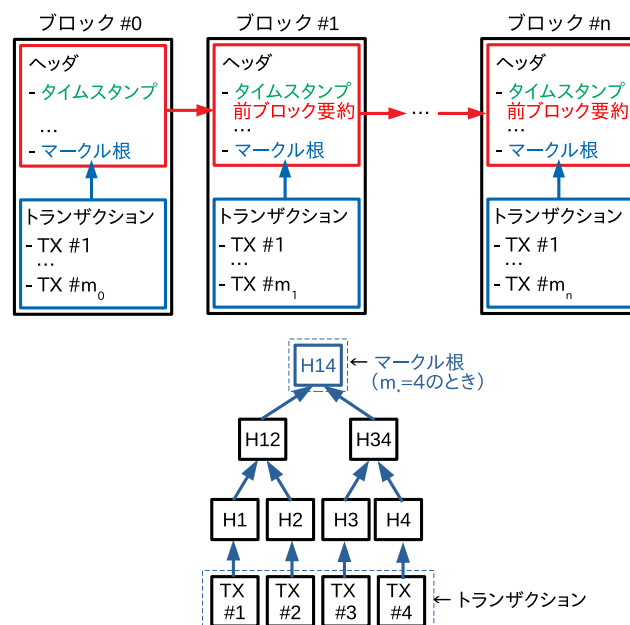 ブロック #0
ヘッダ
- タイムスタンプ
…
- マークル根
トランザクション
- TX #1
…
- TX #m0
ブロック #1
ヘッダ
- タイムスタンプ
前ブロック要約
…
- マークル根
トランザクション
- TX #1
…
- TX #m1
…
ブロック #n
ヘッダ
- タイムスタンプ
前ブロック要約
…
- マークル根
トランザクション
- TX #1
…
- TX #mn
H14
←マークル根
(m*=4のとき)
H12
H34
H1
H2
H3
H4
TX
#1
TX
#2
TX
#3
TX
#4
←トランザクション